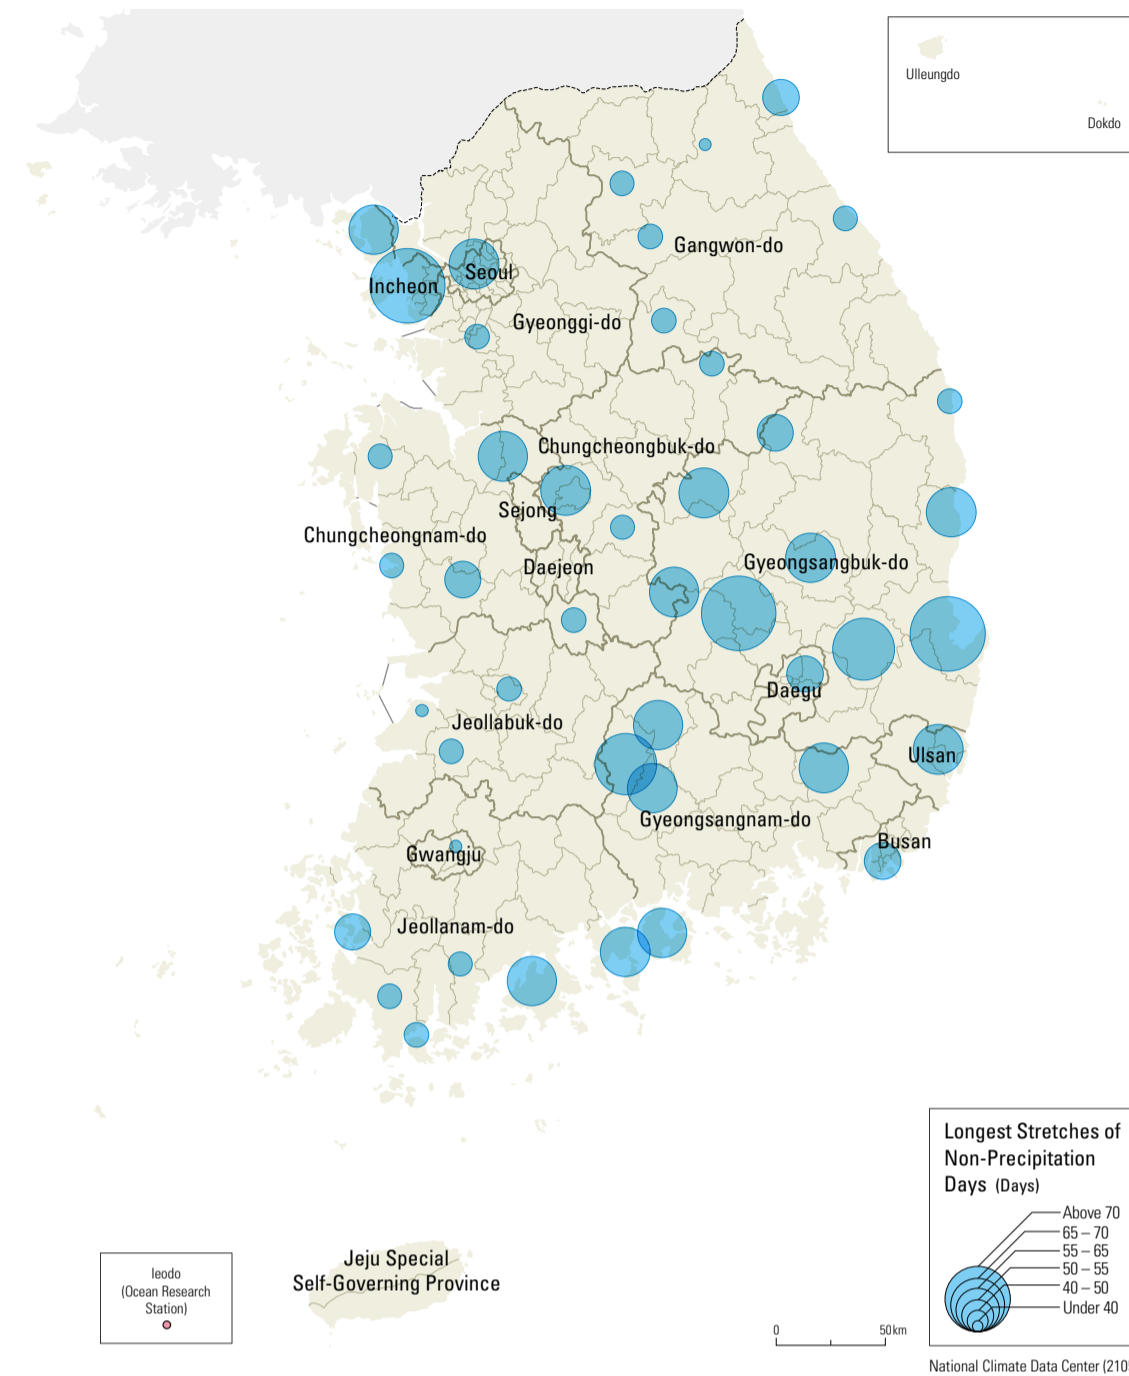 Ulleungdo
Dokdo
Gangwon-do
Seoul
Incheon
Gyeonggi-do
Chungcheongbuk-do
Sejong
Chungcheongnam-do
Daejeon
Gyeongsangbuk-do
Daegu
Jeollabuk-do
Ulsan
Gyeongsangnam-do
Busan
Gwangju
Jeollanam-do
Longest Stretches of
Non-Precipitation
Days (Days)
Above 70
65 – 70
55 – 65
50 – 55
40 – 50
Under 40
Jeju Special
Self-Governing Province
Ieodo
(Ocean Research
Station)
0 50km
National Climate Data Center